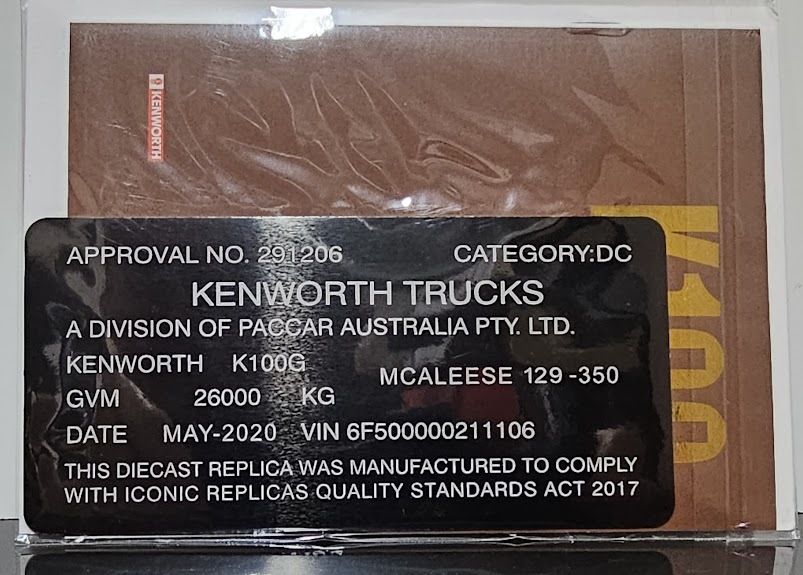 KENWORTH
K100
APPROVAL NO. 291206 CATEGORY:DC
KENWORTH TRUCKS
A DIVISION OF PACCAR AUSTRALIA PTY. LTD.
KENWORTH K100G
MCALEESE 129 -350
GVM 26000 KG
DATE MAY-2020 VIN 6F500000211106
THIS DIECAST REPLICA WAS MANUFACTURED TO COMPLY
WITH ICONIC REPLICAS QUALITY STANDARDS ACT 2017